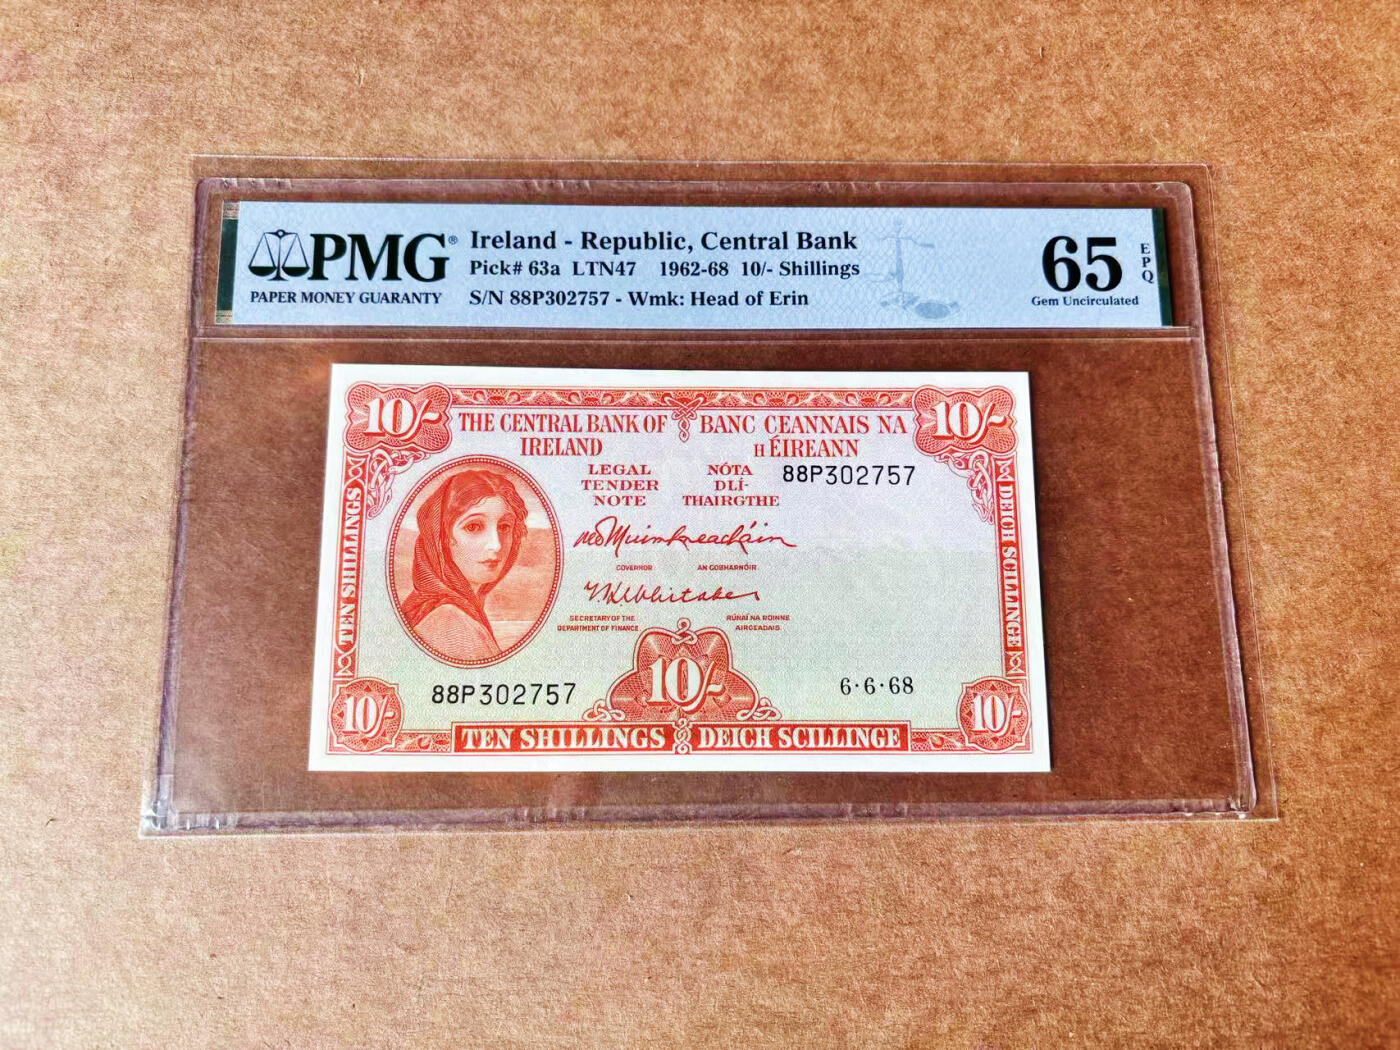 PMG®
PAPER MONEY GUARANTY
Ireland - Republic, Central Bank
Pick# 63a LTN47 1962-68 10/- Shillings
S/N 88P302757 - Wmk: Head of Erin
65
EPQ
Gem Uncirculated
10/-
10/-
THE CENTRAL BANK OF
IRELAND
BANC CEANNAIS NA
H ÉIREANN
LEGAL
TENDER
NOTE
NÓTA
DLÍ-
THAIRGTHE
88P302757
GOVERNOR
AN GOBHARNÓIR
T.K.Whitaker
SECRETARY OF THE
DEPARTMENT OF FINANCE
RÚNAÍ NA ROINNE
AIRGEADAIS
TEN SHILLINGS
DEICH SCILLINGE
88P302757
10/-
6·6·68
10/-
10/-
TEN SHILLINGS
DEICH SCILLINGE